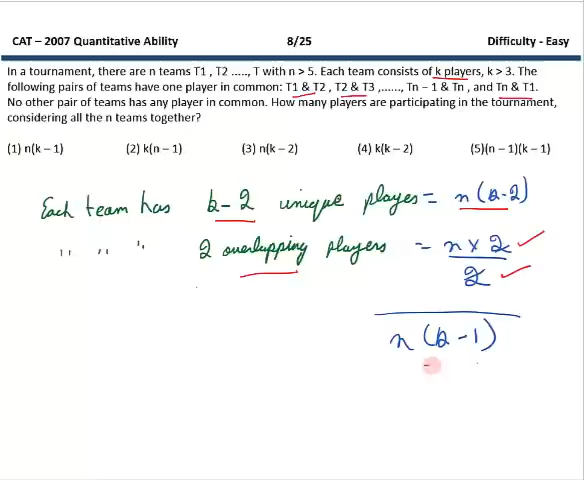 CAT – 2007 Quantitative Ability 8/25 Difficulty - Easy
In a tournament, there are n teams T1 , T2 ....., T with n > 5. Each team consists of k players, k > 3. The
following pairs of teams have one player in common: T1 & T2 , T2 & T3 ,......, Tn − 1 & Tn , and Tn & T1.
No other pair of teams has any player in common. How many players are participating in the tournament,
considering all the n teams together?
(1) n(k – 1) (2) k(n – 1) (3) n(k – 2) (4) k(k – 2) (5)(n – 1)(k – 1)
Each team has k-2 unique playes = n(k-2)
" " " 2 overlapping players = n × 2
2
n(k-1)